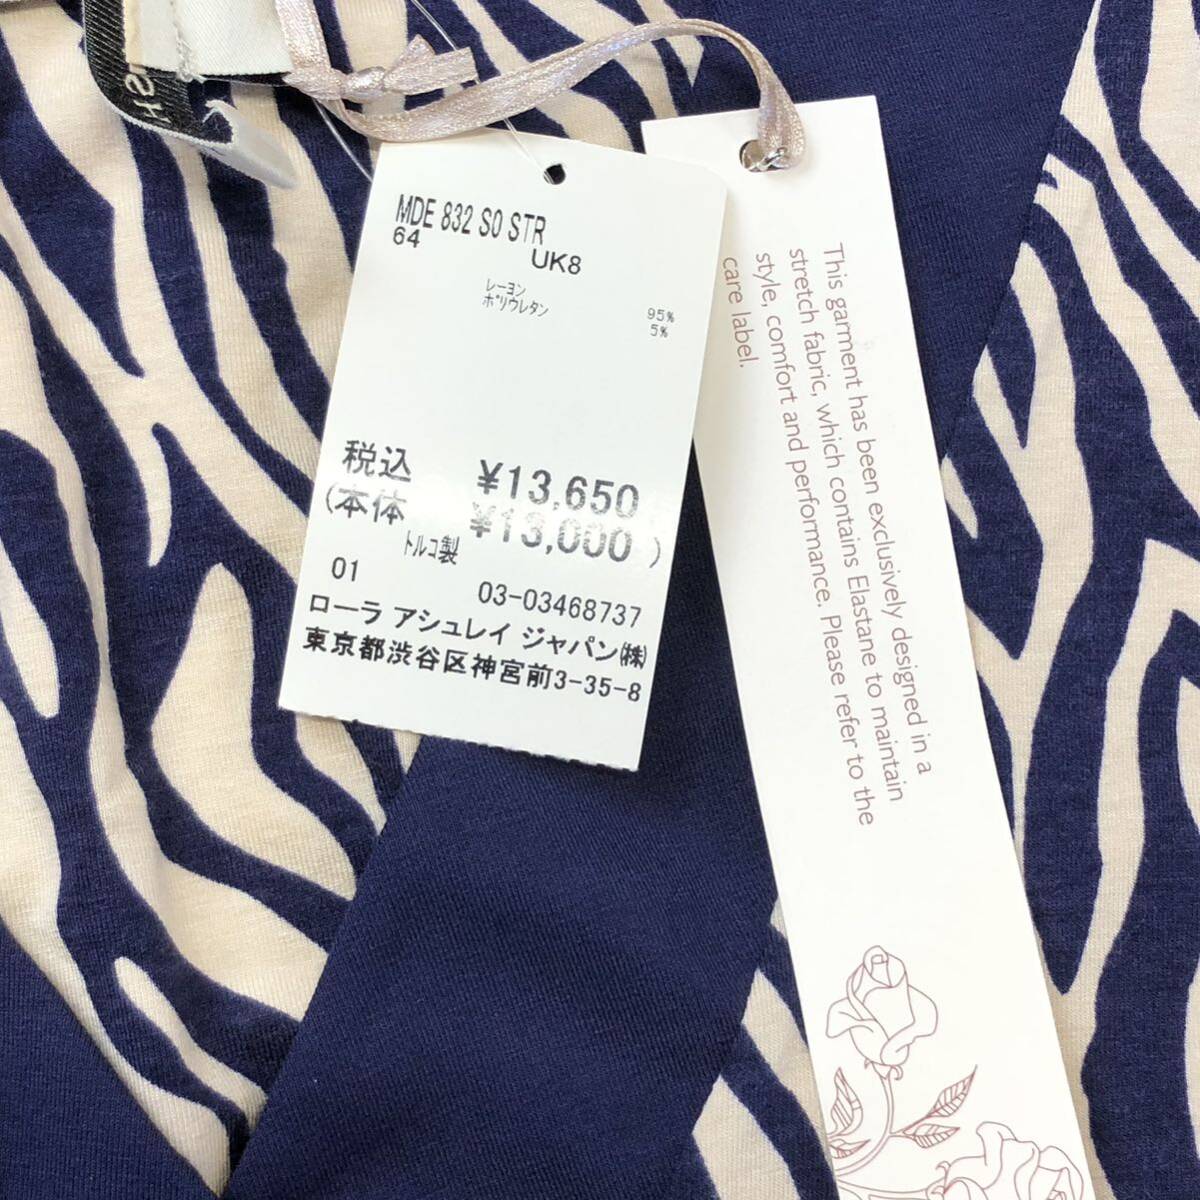 MDE 832 S0 STR
64 UK8
レーヨン 95%
ポリウレタン 5%
税込 ¥13,650
(本体 ¥13,000)
トルコ製
01 03-03468737
ローラ アシュレイ ジャパン㈱
東京都渋谷区神宮前3-35-8
This garment has been exclusively designed in a
stretch fabric, which contains Elastane to maintain
style, comfort and performance. Please refer to the
care label.